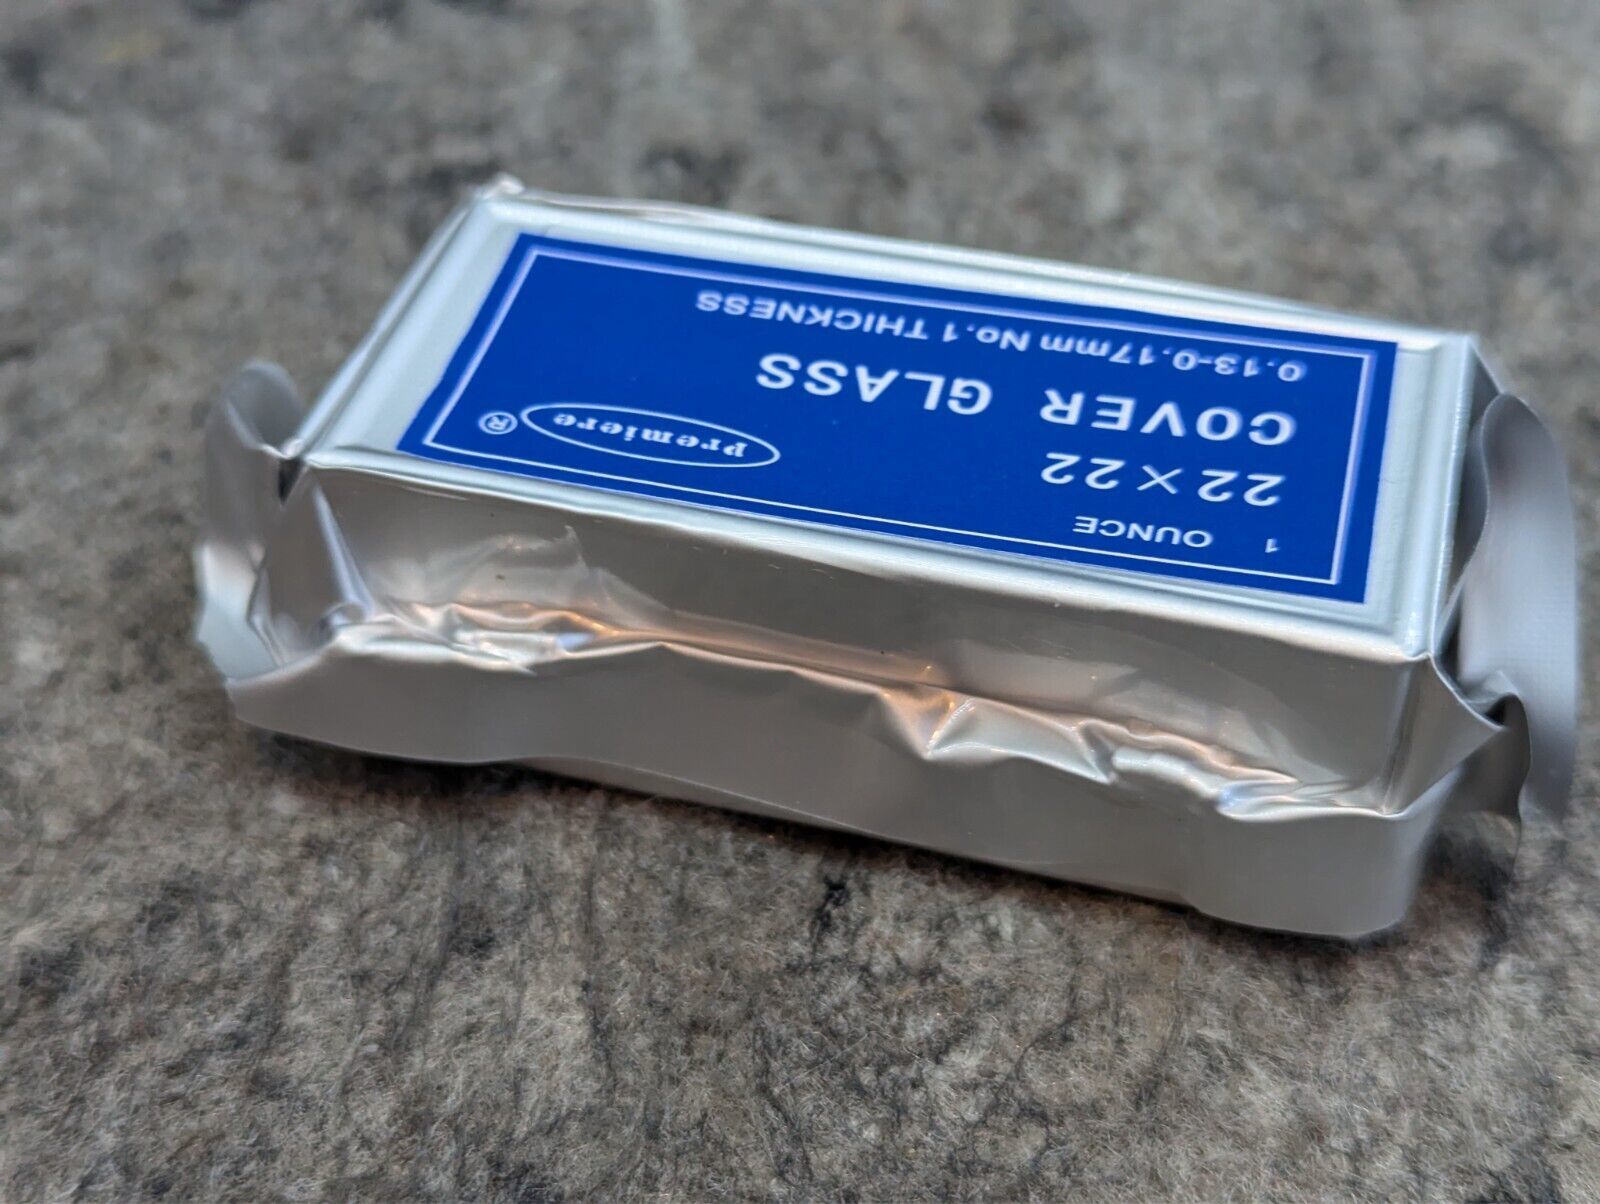 1 OUNCE
22×22
COVER GLASS
0.13-0.17mm No.1 THICKNESS
Premiere ®